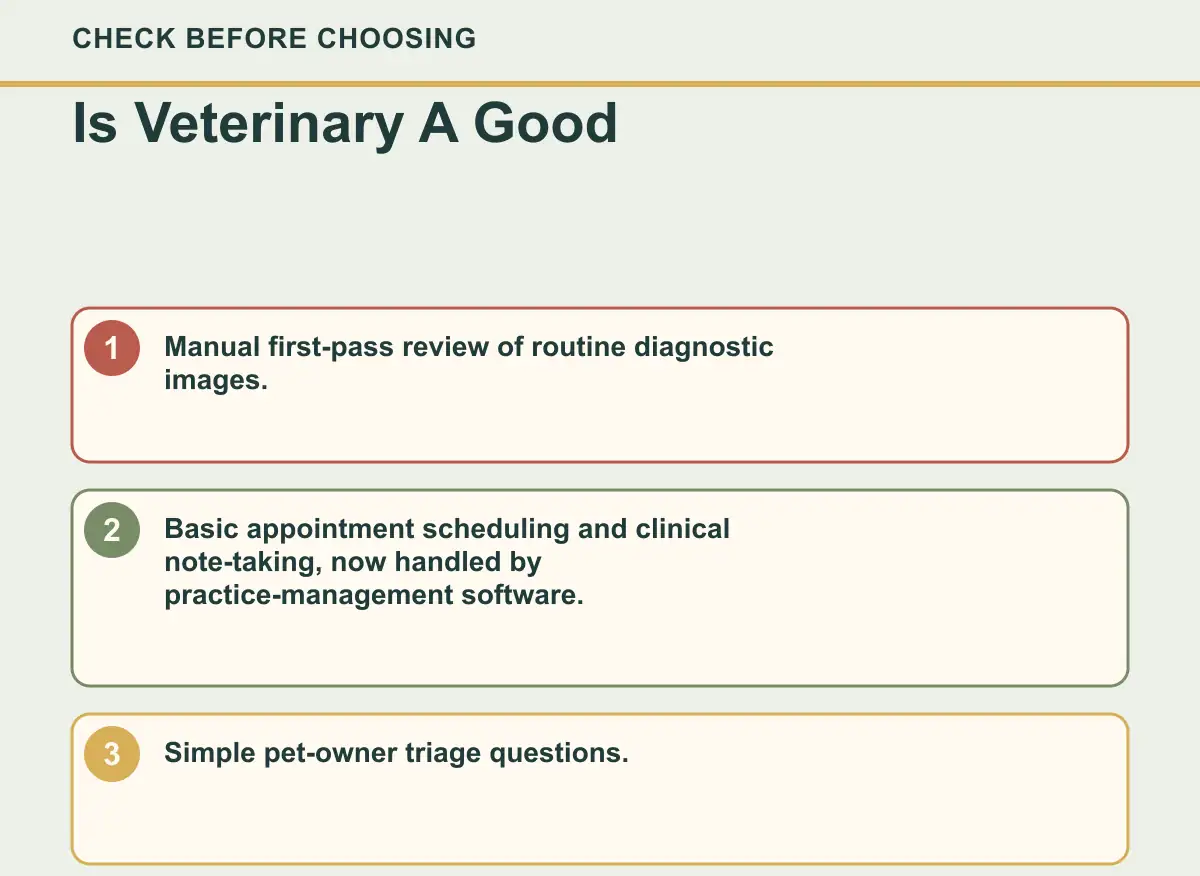 CHECK BEFORE CHOOSING
Is Veterinary A Good
1
Manual first-pass review of routine diagnostic
images.
2
Basic appointment scheduling and clinical
note-taking, now handled by
practice-management software.
3
Simple pet-owner triage questions.